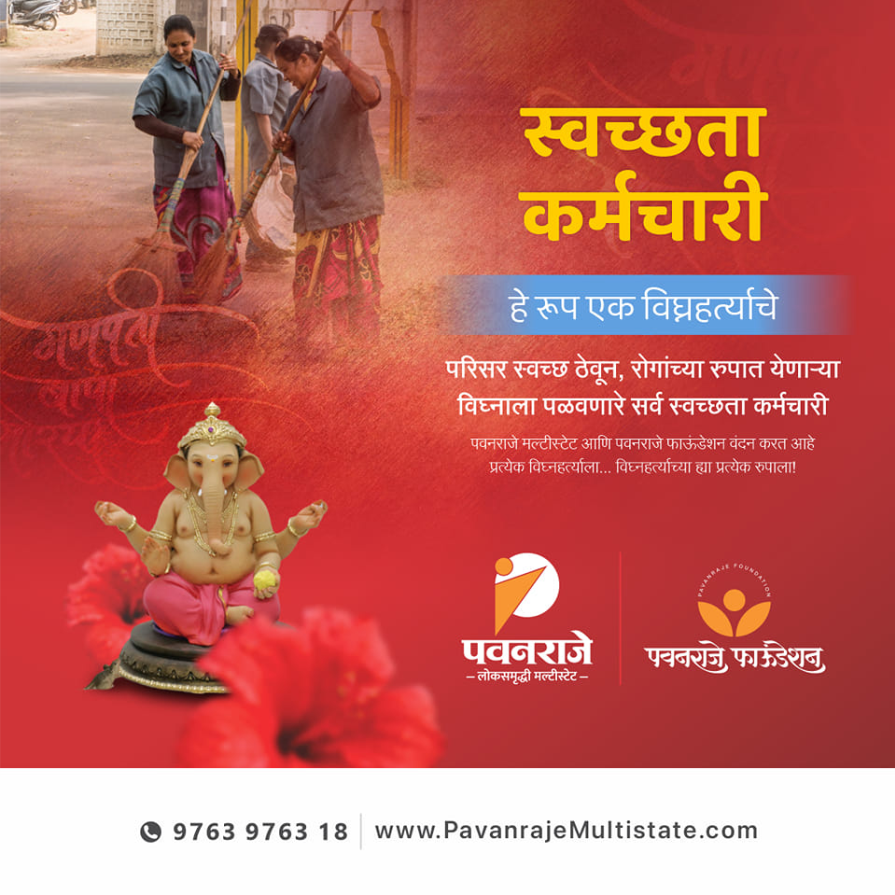 स्वच्छता
कर्मचारी
हे रूप एक विघ्नहर्त्याचे
परिसर स्वच्छ ठेवून, रोगांच्या रुपात येणाऱ्या
विघ्नाला पळवणारे सर्व स्वच्छता कर्मचारी
पवनराजे मल्टीस्टेट आणि पवनराजे फाऊंडेशन वंदन करत आहे
प्रत्येक विघ्नहर्त्याला... विघ्नहर्त्याच्या ह्या प्रत्येक रुपाला!
गणपती
बाप्पा
पवनराजे
लोकसमृद्धी मल्टीस्टेट
PAVANRAJE FOUNDATION
पवनराजे फाऊंडेशन
9763 9763 18
www.PavanrajeMultistate.com